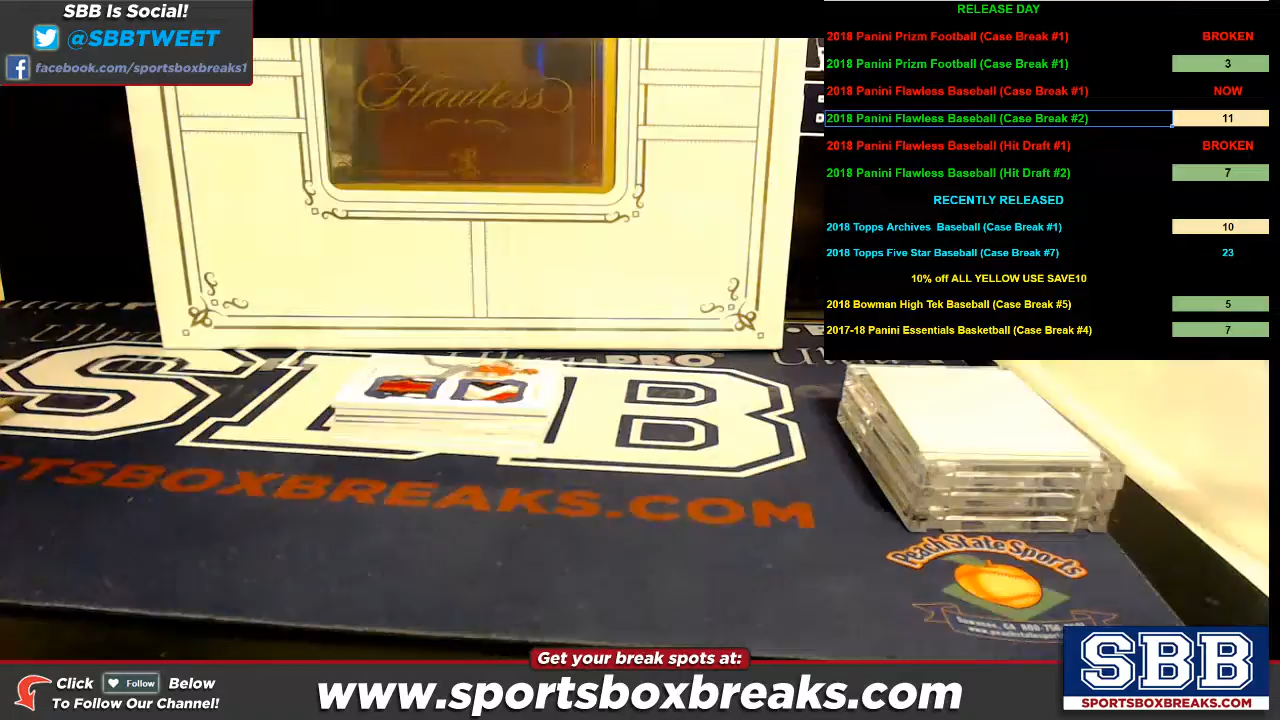 SBB Is Social!
@SBBTWEET
facebook.com/sportsboxbreaks1
RELEASE DAY
2018 Panini Prizm Football (Case Break #1) BROKEN
2018 Panini Prizm Football (Case Break #1) 3
2018 Panini Flawless Baseball (Case Break #1) NOW
2018 Panini Flawless Baseball (Case Break #2) 11
2018 Panini Flawless Baseball (Hit Draft #1) BROKEN
2018 Panini Flawless Baseball (Hit Draft #2) 7
RECENTLY RELEASED
2018 Topps Archives Baseball (Case Break #1) 10
2018 Topps Five Star Baseball (Case Break #7) 23
10% off ALL YELLOW USE SAVE10
2018 Bowman High Tek Baseball (Case Break #5) 5
2017-18 Panini Essentials Basketball (Case Break #4) 7
Flawless
PRO
SBB
SPORTSBOXBREAKS.COM
Peach State Sports
Get your break spots at:
Click Follow Below
To Follow Our Channel!
www.sportsboxbreaks.com
SBB
SPORTSBOXBREAKS.COM